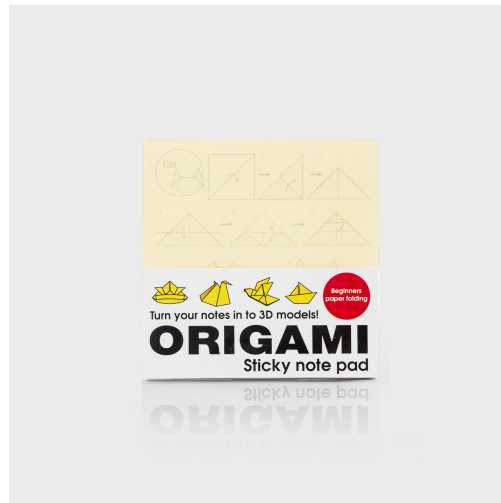 Cat
Beginners
paper folding
Turn your notes in to 3D models!
ORIGAMI
Sticky note pad